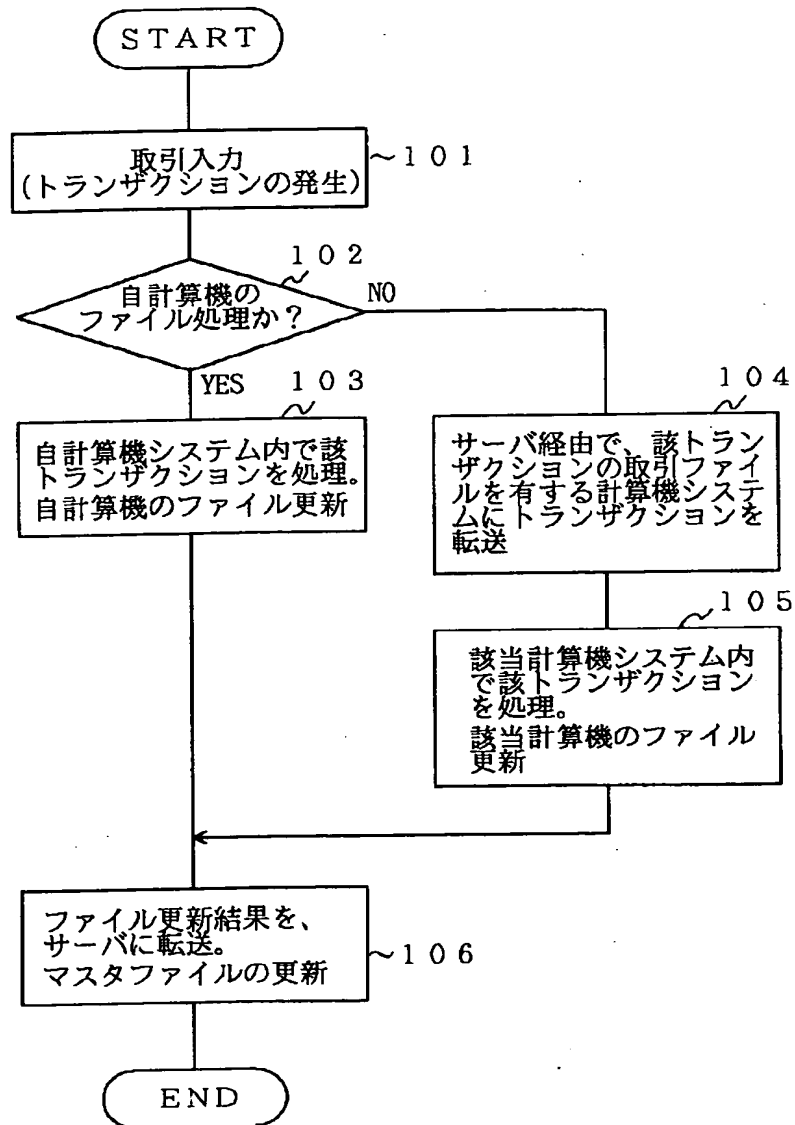 START
取引入力
(トランザクションの発生)
~101
102
自計算機の
ファイル処理か?
NO
YES
103
自計算機システム内で該
トランザクションを処理。
自計算機のファイル更新
104
サーバ経由で、該トラン
ザクションの取引ファイ
ルを有する計算機システ
ムにトランザクションを
転送
105
該当計算機システム内
で該トランザクション
を処理。
該当計算機のファイル
更新
ファイル更新結果を、
サーバに転送。
マスタファイルの更新
~106
END